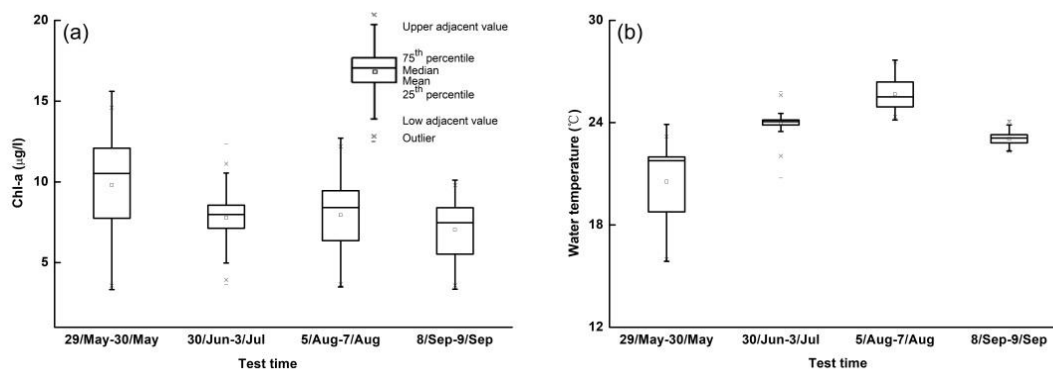 (a)
20
15
10
5
Chl-a (μg/l)
Upper adjacent value
75th percentile
Median
Mean
25th percentile
Low adjacent value
Outlier
29/May-30/May 30/Jun-3/Jul 5/Aug-7/Aug 8/Sep-9/Sep
Test time
(b)
30
24
18
12
Water temperature (℃)
29/May-30/May 30/Jun-3/Jul 5/Aug-7/Aug 8/Sep-9/Sep
Test time